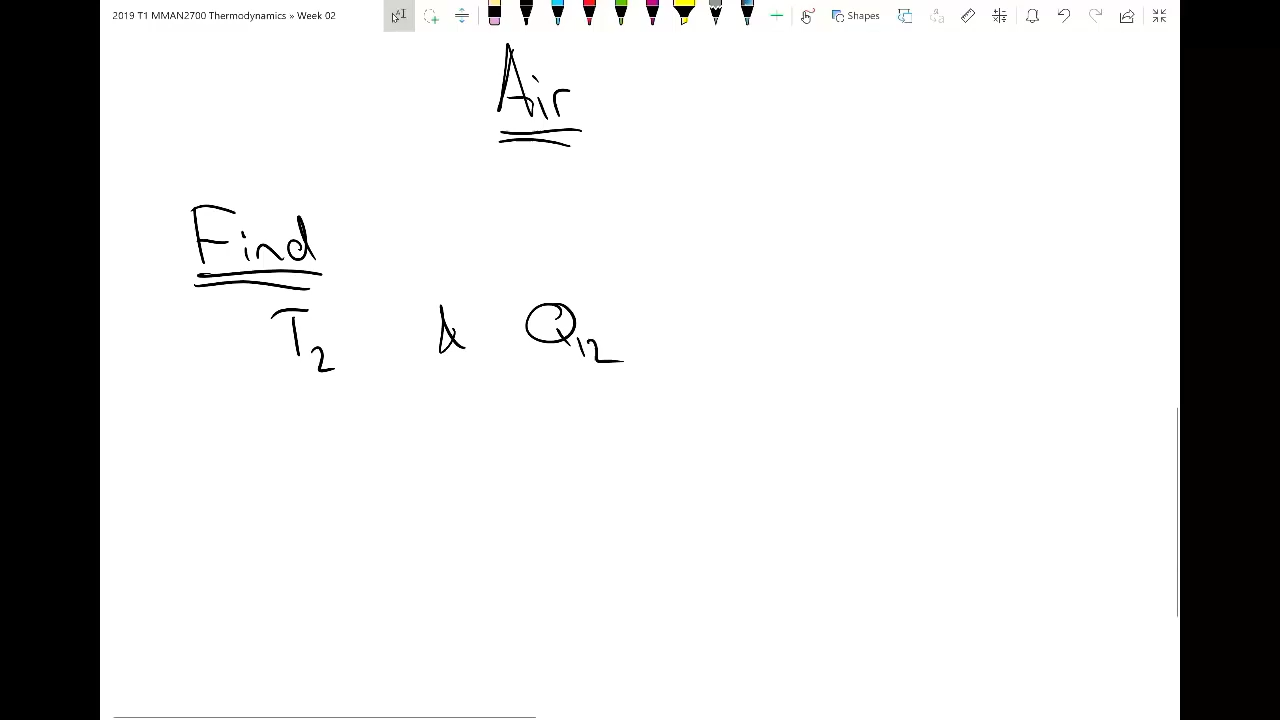 2019 T1 MMAN2700 Thermodynamics » Week 02
Shapes
Air
Find
T₂ & Q₁₂